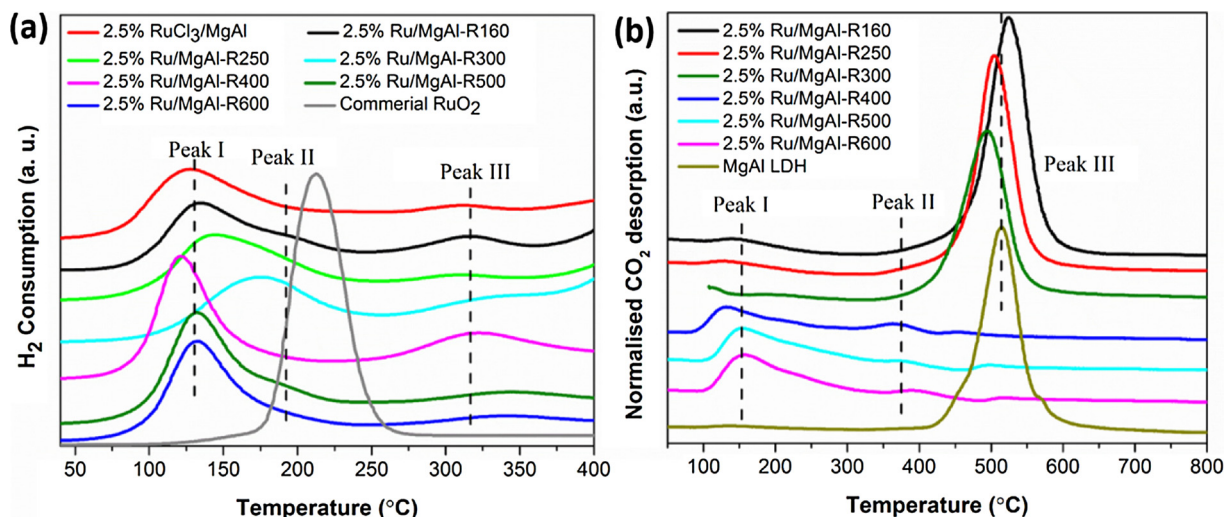 (a)
2.5% RuCl3/MgAl
2.5% Ru/MgAl-R160
2.5% Ru/MgAl-R250
2.5% Ru/MgAl-R300
2.5% Ru/MgAl-R400
2.5% Ru/MgAl-R500
2.5% Ru/MgAl-R600
Commerial RuO2
Peak I
Peak II
Peak III
H2 Consumption (a. u.)
50 100 150 200 250 300 350 400
Temperature (°C)
(b)
2.5% Ru/MgAl-R160
2.5% Ru/MgAl-R250
2.5% Ru/MgAl-R300
2.5% Ru/MgAl-R400
2.5% Ru/MgAl-R500
2.5% Ru/MgAl-R600
MgAl LDH
Peak I
Peak II
Peak III
Normalised CO2 desorption (a.u.)
100 200 300 400 500 600 700 800
Temperature (°C)